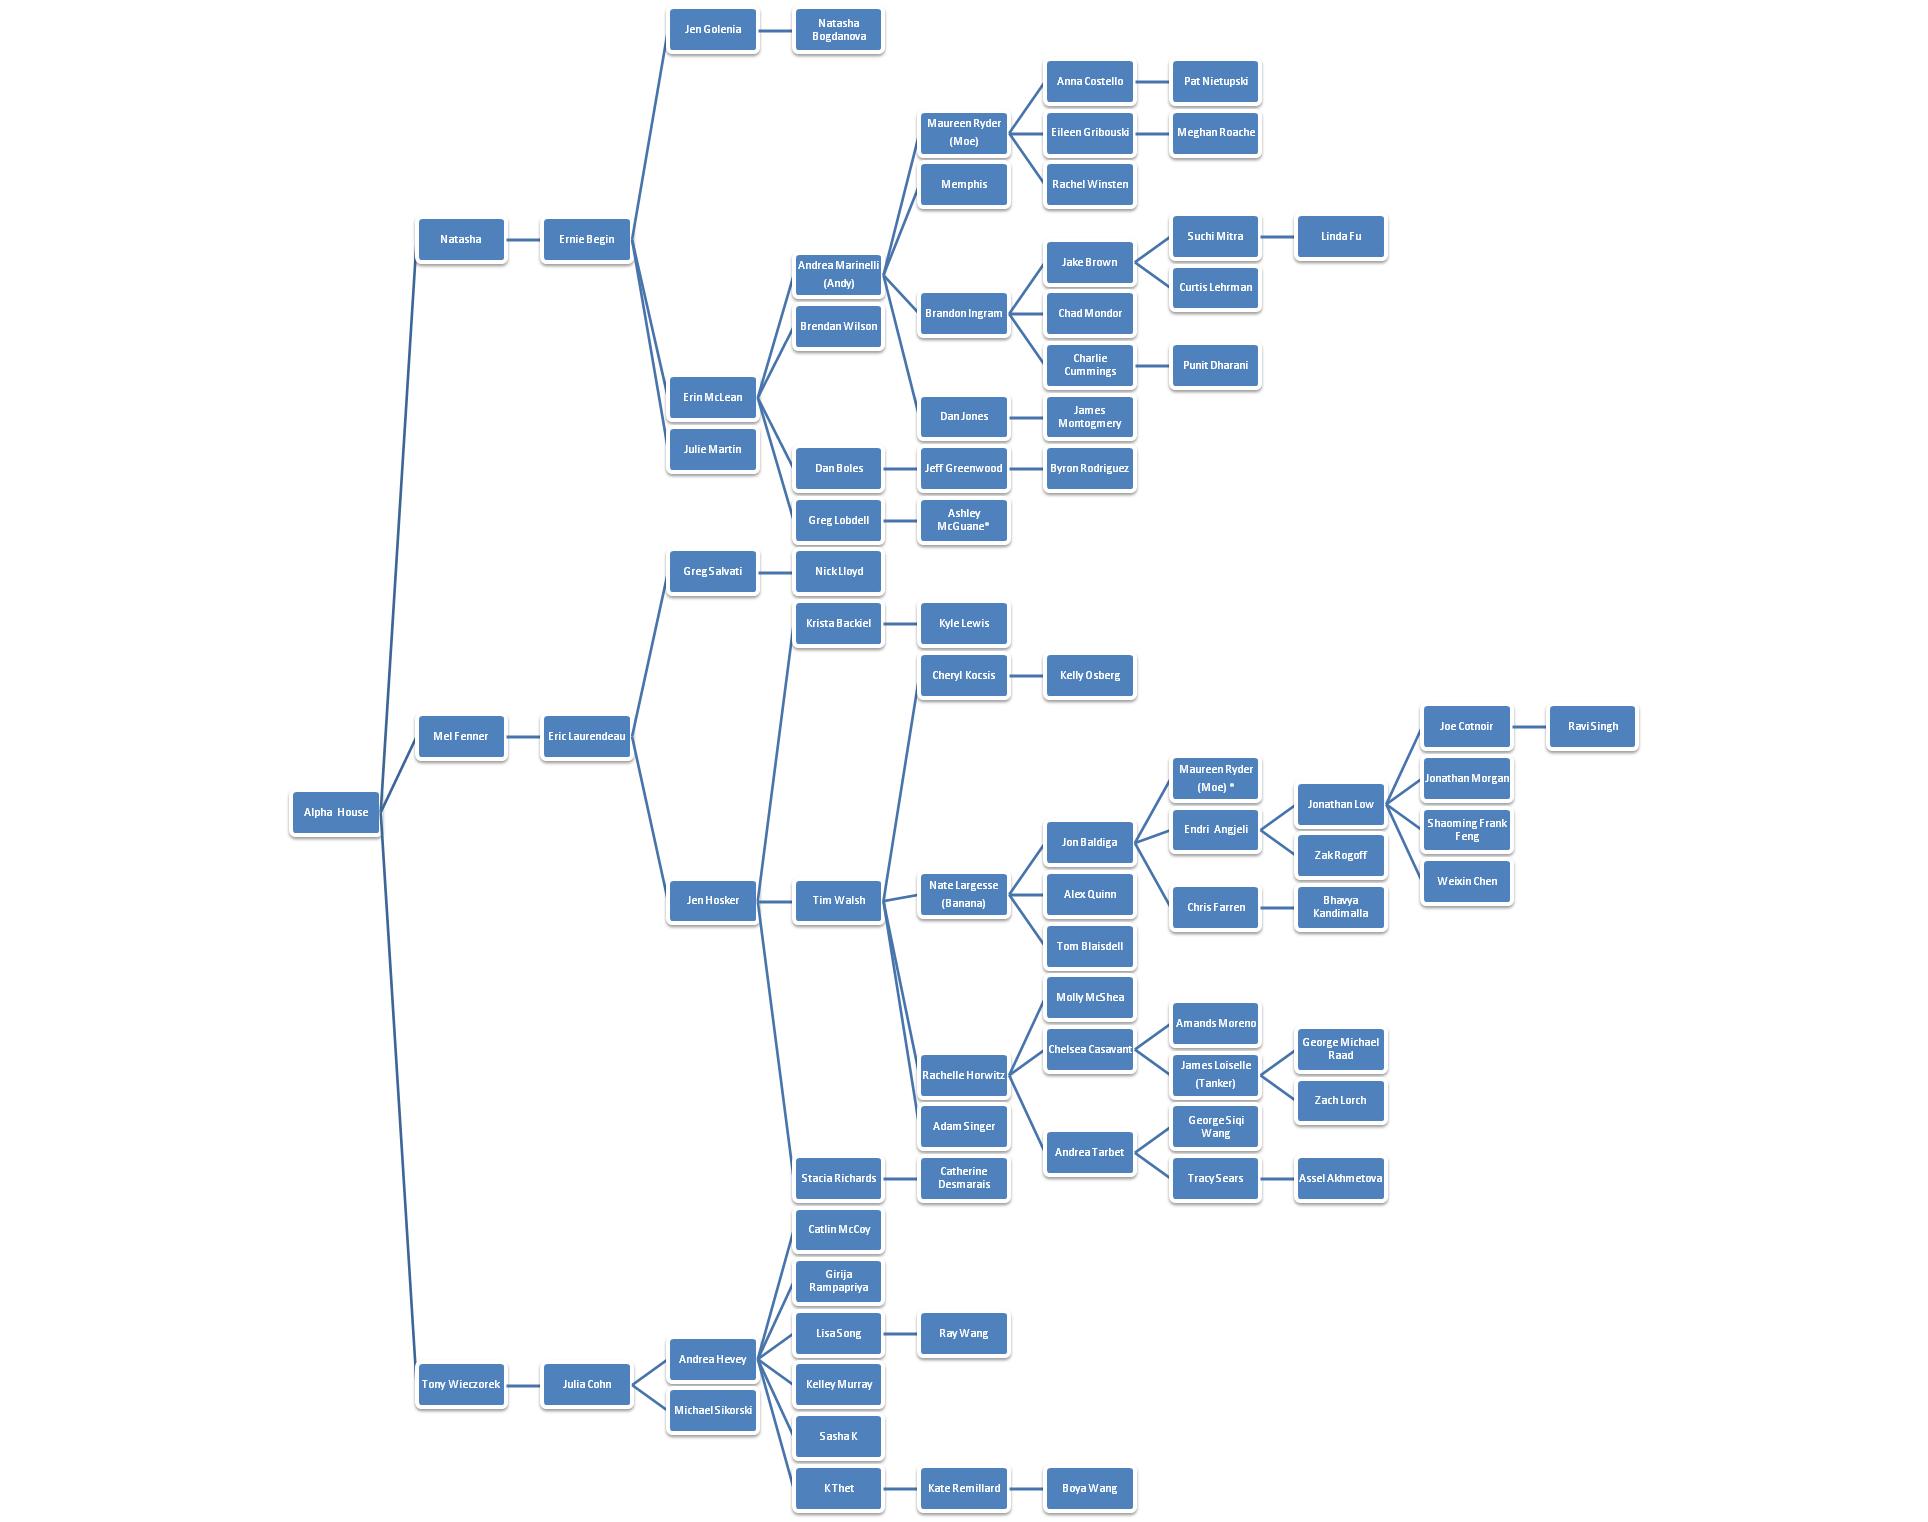 Jen Golenia
Natasha
Bogdanova
Anna Costello
Pat Nietupski
Maureen Ryder
(Moe)
Eileen Gribouski
Meghan Roache
Memphis
Rachel Winsten
Natasha
Ernie Begin
Suchi Mitra
Linda Fu
Andrea Marinelli
(Andy)
Jake Brown
Curtis Lehrman
Brendan Wilson
Brandon Ingram
Chad Mondor
Charlie
Cummings
Punit Dharani
Erin McLean
Dan Jones
James
Montogmery
Julie Martin
Dan Boles
Jeff Greenwood
Byron Rodriguez
Greg Lobdell
Ashley
McGuane*
Greg Salvati
Nick Lloyd
Krista Backiel
Kyle Lewis
Cheryl Kocsis
Kelly Osberg
Joe Cotnoir
Ravi Singh
Mel Fenner
Eric Laurendeau
Maureen Ryder
(Moe) *
Jonathan Morgan
Alpha House
Jonathan Low
Endri Angjeli
Shaoming Frank
Feng
Jon Baldiga
Zak Rogoff
Weixin Chen
Jen Hosker
Tim Walsh
Nate Largesse
(Banana)
Alex Quinn
Chris Farren
Bhavya
Kandimalla
Tom Blaisdell
Molly McShea
Amands Moreno
Chelsea Casavant
George Michael
Raad
Rachelle Horwitz
James Loiselle
(Tanker)
Zach Lorch
Adam Singer
George Siqi
Wang
Andrea Tarbet
Stacia Richards
Catherine
Desmarais
Tracy Sears
Assel Akhmetova
Catlin McCoy
Girija
Rampapriya
Lisa Song
Ray Wang
Andrea Hevey
Tony Wieczorek
Julia Cohn
Kelley Murray
Michael Sikorski
Sasha K
K Thet
Kate Remillard
Boya Wang